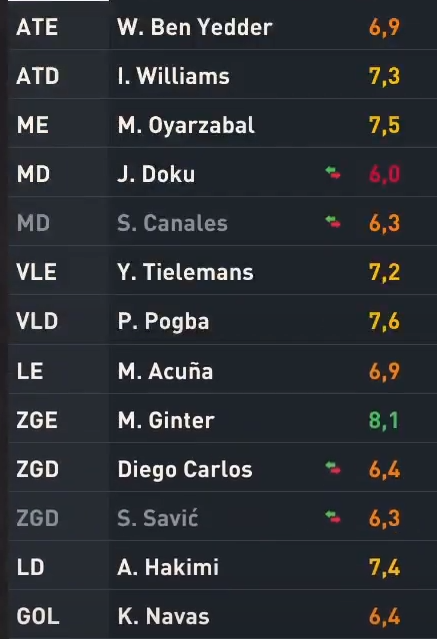 ATE W. Ben Yedder 6,9
ATD I. Williams 7,3
ME M. Oyarzabal 7,5
MD J. Doku 6,0
MD S. Canales 6,3
VLE Y. Tielemans 7,2
VLD P. Pogba 7,6
LE M. Acuña 6,9
ZGE M. Ginter 8,1
ZGD Diego Carlos 6,4
ZGD S. Savić 6,3
LD A. Hakimi 7,4
GOL K. Navas 6,4